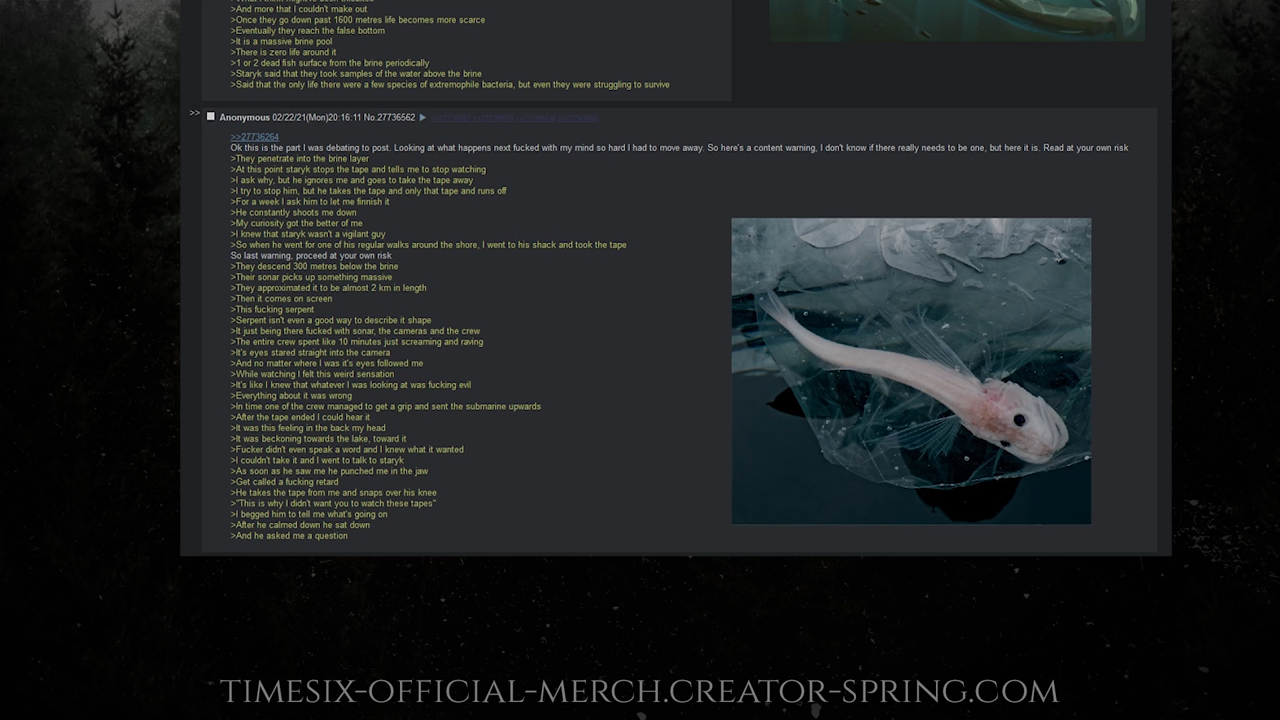 >And more that I couldn't make out
>Once they go down past 1600 metres life becomes more scarce
>Eventually they reach the false bottom
>It is a massive brine pool
>There is zero life around it
>1 or 2 dead fish surface from the brine periodically
>Staryk said that they took samples of the water above the brine
>Said that the only life there were a few species of extremophile bacteria, but even they were struggling to survive
>> Anonymous 02/22/21(Mon)20:16:11 No.27736562
>>27736264
Ok this is the part I was debating to post. Looking at what happens next fucked with my mind so hard I had to move away. So here's a content warning, I don't know if there really needs to be one, but here it is. Read at your own risk
>They penetrate into the brine layer
>At this point staryk stops the tape and tells me to stop watching
>I ask why, but he ignores me and goes to take the tape away
>I try to stop him, but he takes the tape and only that tape and runs off
>For a week I ask him to let me finnish it
>He constantly shoots me down
>My curiosity got the better of me
>I knew that staryk wasn't a vigilant guy
>So when he went for one of his regular walks around the shore, I went to his shack and took the tape
So last warning, proceed at your own risk
>They descend 300 metres below the brine
>Their sonar picks up something massive
>They approximated it to be almost 2 km in length
>Then it comes on screen
>This fucking serpent
>Serpent isn't even a good way to describe it shape
>It just being there fucked with sonar, the cameras and the crew
>The entire crew spent like 10 minutes just screaming and raving
>It's eyes stared straight into the camera
>And no matter where I was it's eyes followed me
>While watching I felt this weird sensation
>It's like I knew that whatever I was looking at was fucking evil
>Everything about it was wrong
>In time one of the crew managed to get a grip and sent the submarine upwards
>After the tape ended I could hear it
>It was this feeling in the back my head
>It was beckoning towards the lake, toward it
>Fucker didn't even speak a word and I knew what it wanted
>I couldn't take it and I went to talk to staryk
>As soon as he saw me he punched me in the jaw
>Get called a fucking retard
>He takes the tape from me and snaps over his knee
>"This is why I didn't want you to watch these tapes"
>I begged him to tell me what's going on
>After he calmed down he sat down
>And he asked me a question
TIMESIX-OFFICIAL-MERCH.CREATOR-SPRING.COM